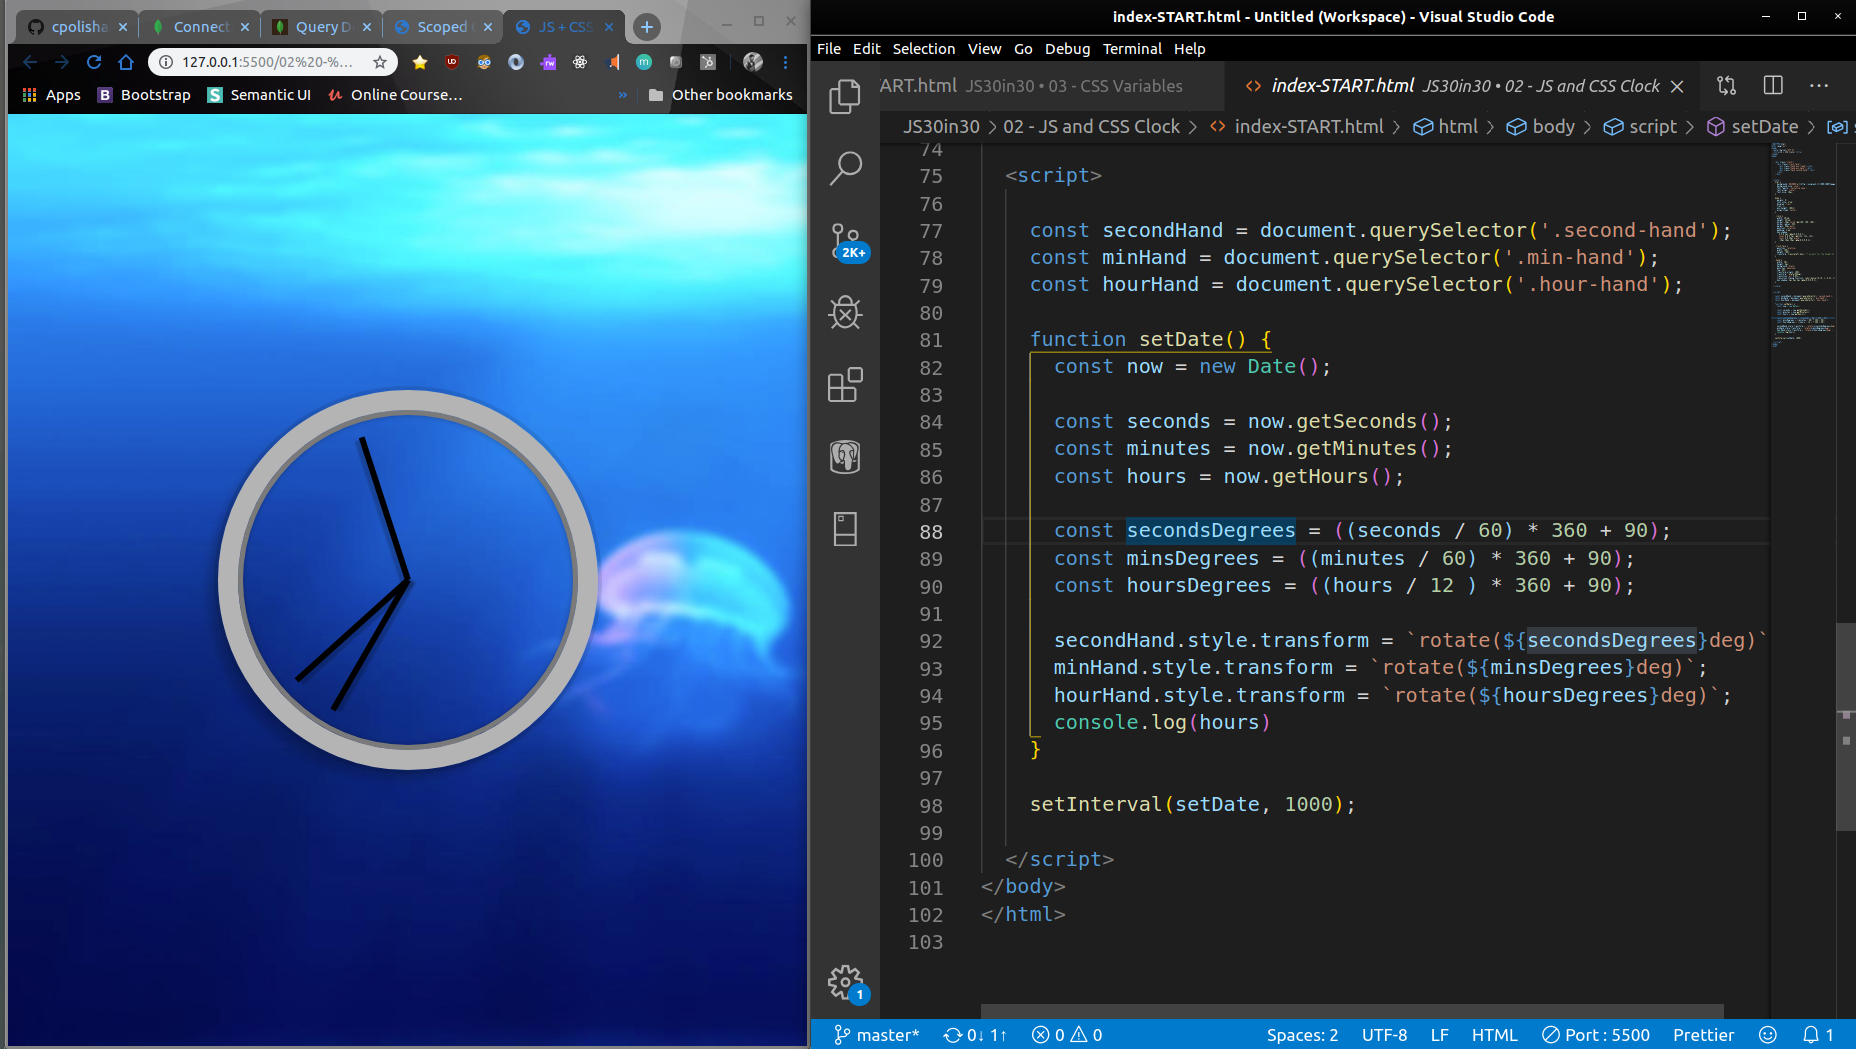 cpolisha
Connect
Query D
Scoped
JS + CSS
127.0.0.1:5500/02%20-%...
Apps
Bootstrap
Semantic UI
Online Course...
»
Other bookmarks
index-START.html - Untitled (Workspace) - Visual Studio Code
File Edit Selection View Go Debug Terminal Help
START.html JS30in30 • 03 - CSS Variables
index-START.html JS30in30 • 02 - JS and CSS Clock
JS30in30 > 02 - JS and CSS Clock > index-START.html > html > body > script > setDate >
2K+
74
75 <script>
76
77 const secondHand = document.querySelector('.second-hand');
78 const minHand = document.querySelector('.min-hand');
79 const hourHand = document.querySelector('.hour-hand');
80
81 function setDate() {
82 const now = new Date();
83
84 const seconds = now.getSeconds();
85 const minutes = now.getMinutes();
86 const hours = now.getHours();
87
88 const secondsDegrees = ((seconds / 60) * 360 + 90);
89 const minsDegrees = ((minutes / 60) * 360 + 90);
90 const hoursDegrees = ((hours / 12 ) * 360 + 90);
91
92 secondHand.style.transform = `rotate(${secondsDegrees}deg)`
93 minHand.style.transform = `rotate(${minsDegrees}deg)`;
94 hourHand.style.transform = `rotate(${hoursDegrees}deg)`;
95 console.log(hours)
96 }
97
98 setInterval(setDate, 1000);
99
100 </script>
101 </body>
102 </html>
103
1
master* 0↓ 1↑ 0 0 Spaces: 2 UTF-8 LF HTML Port : 5500 Prettier 1